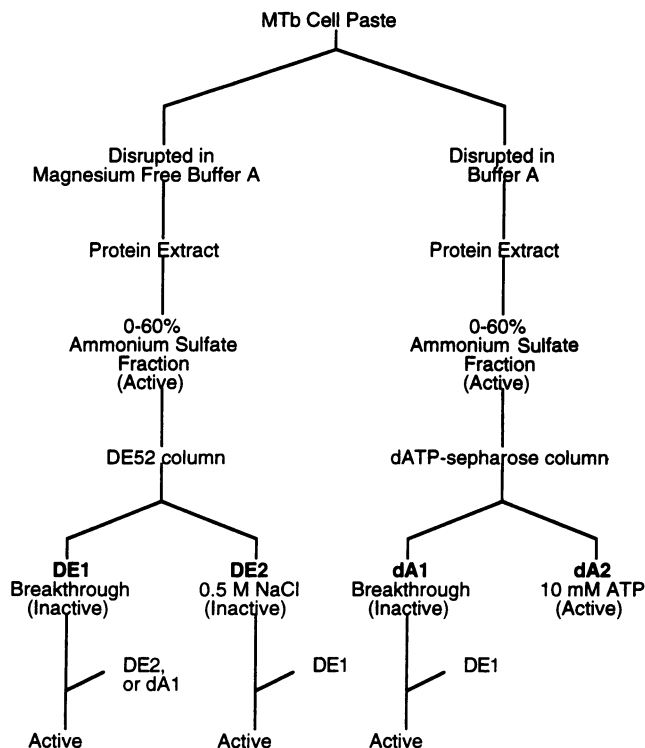 MTb Cell Paste
Disrupted in
Magnesium Free Buffer A
Disrupted in
Buffer A
Protein Extract
Protein Extract
0-60%
Ammonium Sulfate
Fraction
(Active)
0-60%
Ammonium Sulfate
Fraction
(Active)
DE52 column
dATP-sepharose column
DE1
Breakthrough
(Inactive)
DE2
0.5 M NaCl
(Inactive)
dA1
Breakthrough
(Inactive)
dA2
10 mM ATP
(Active)
DE2,
or dA1
DE1
DE1
Active
Active
Active